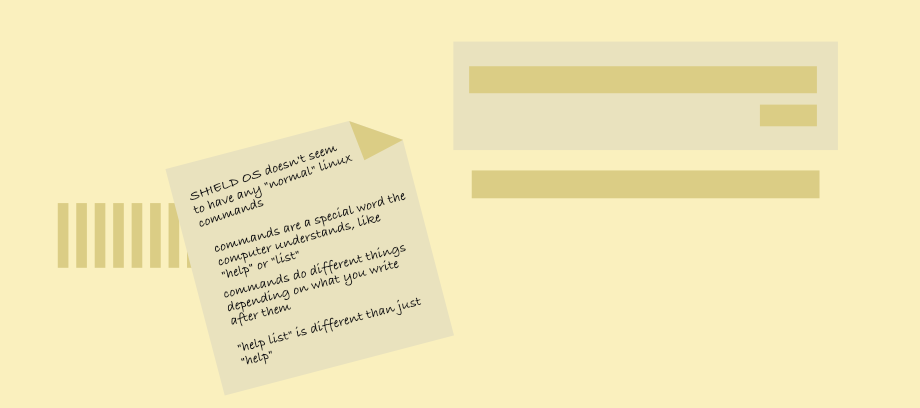 SHIELD OS doesn't seem
to have any "normal" linux
commands
commands are a special word the
computer understands, like
"help" or "list"
commands do different things
depending on what you write
after them
"help list" is different than just
"help"